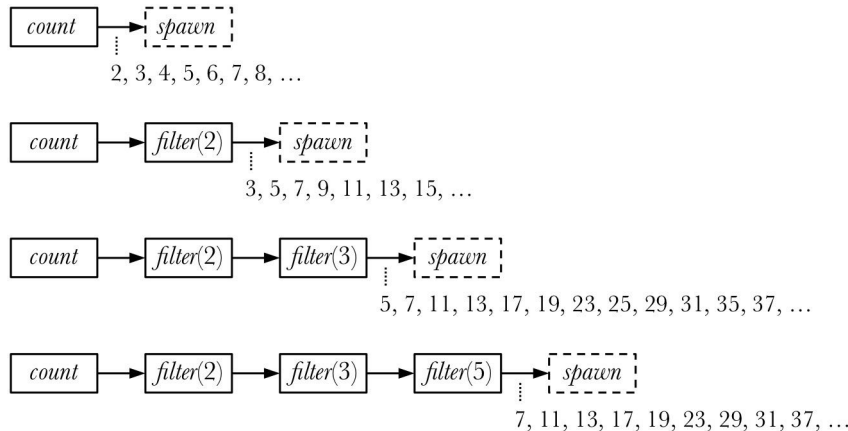 count spawn
2, 3, 4, 5, 6, 7, 8, ...
count filter(2) spawn
3, 5, 7, 9, 11, 13, 15, ...
count filter(2) filter(3) spawn
5, 7, 11, 13, 17, 19, 23, 25, 29, 31, 35, 37, ...
count filter(2) filter(3) filter(5) spawn
7, 11, 13, 17, 19, 23, 29, 31, 37, ...